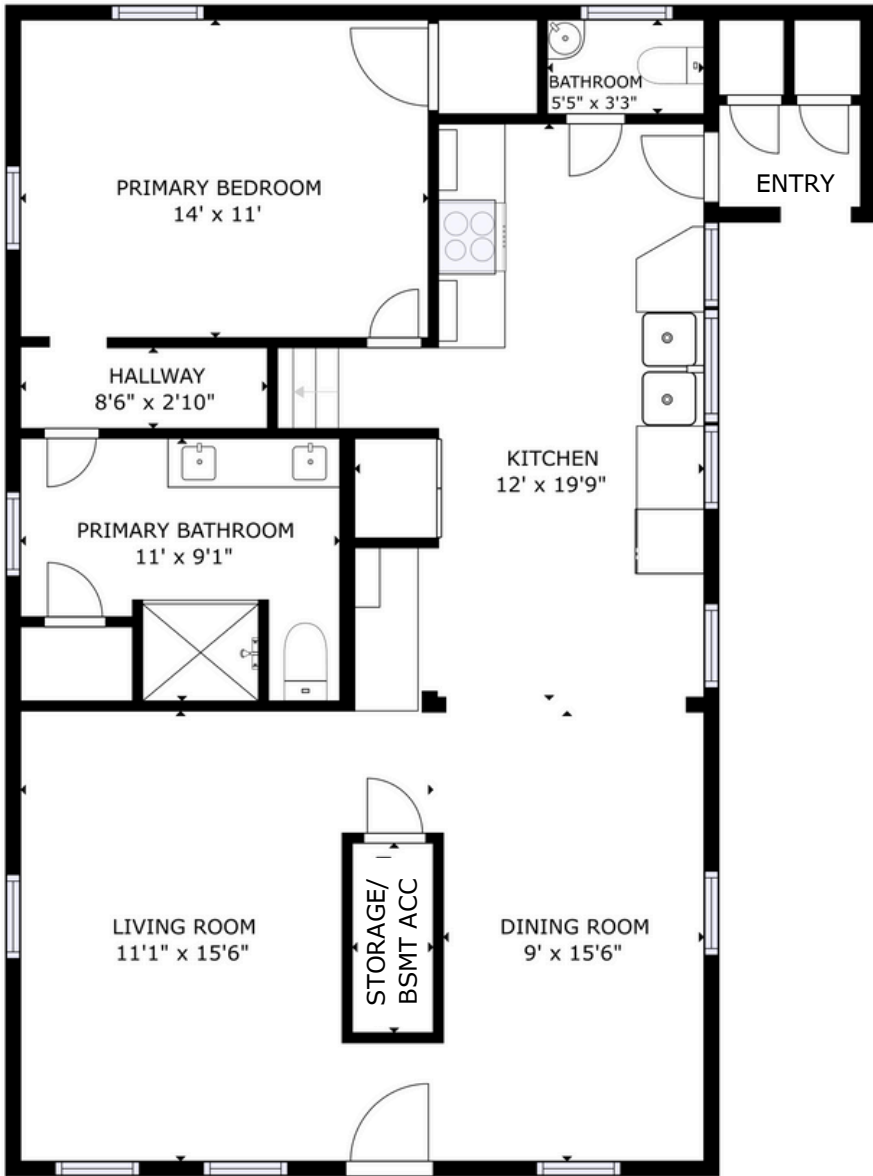 BATHROOM
5'5" x 3'3"
PRIMARY BEDROOM
14' x 11'
ENTRY
HALLWAY
8'6" x 2'10"
KITCHEN
12' x 19'9"
PRIMARY BATHROOM
11' x 9'1"
LIVING ROOM
11'1" x 15'6"
STORAGE/
BSMT ACC
DINING ROOM
9' x 15'6"